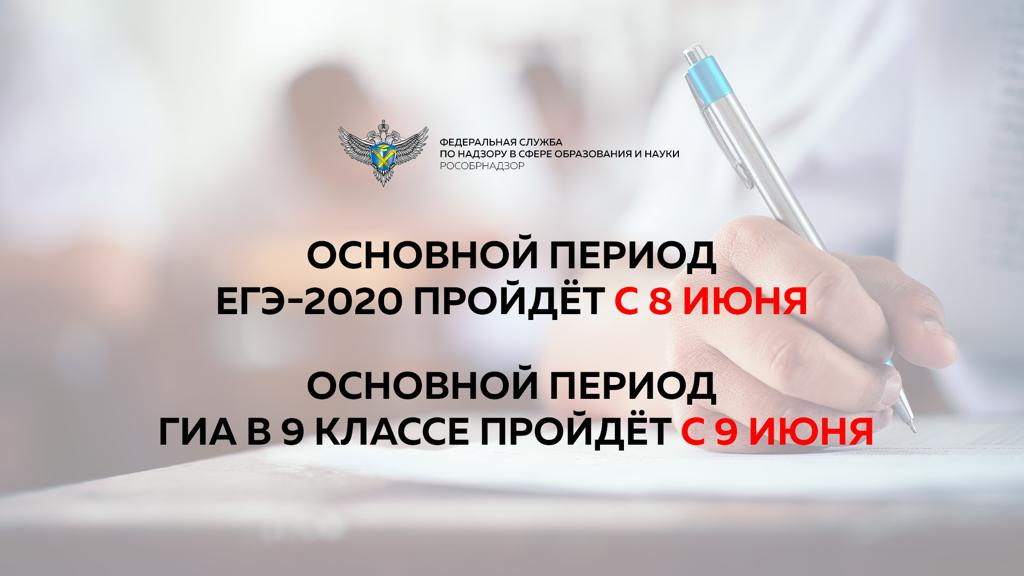 ФЕДЕРАЛЬНАЯ СЛУЖБА
ПО НАДЗОРУ В СФЕРЕ ОБРАЗОВАНИЯ И НАУКИ
РОСОБРНАДЗОР
ОСНОВНОЙ ПЕРИОД
ЕГЭ-2020 ПРОЙДЁТ С 8 ИЮНЯ
ОСНОВНОЙ ПЕРИОД
ГИА В 9 КЛАССЕ ПРОЙДЁТ С 9 ИЮНЯ